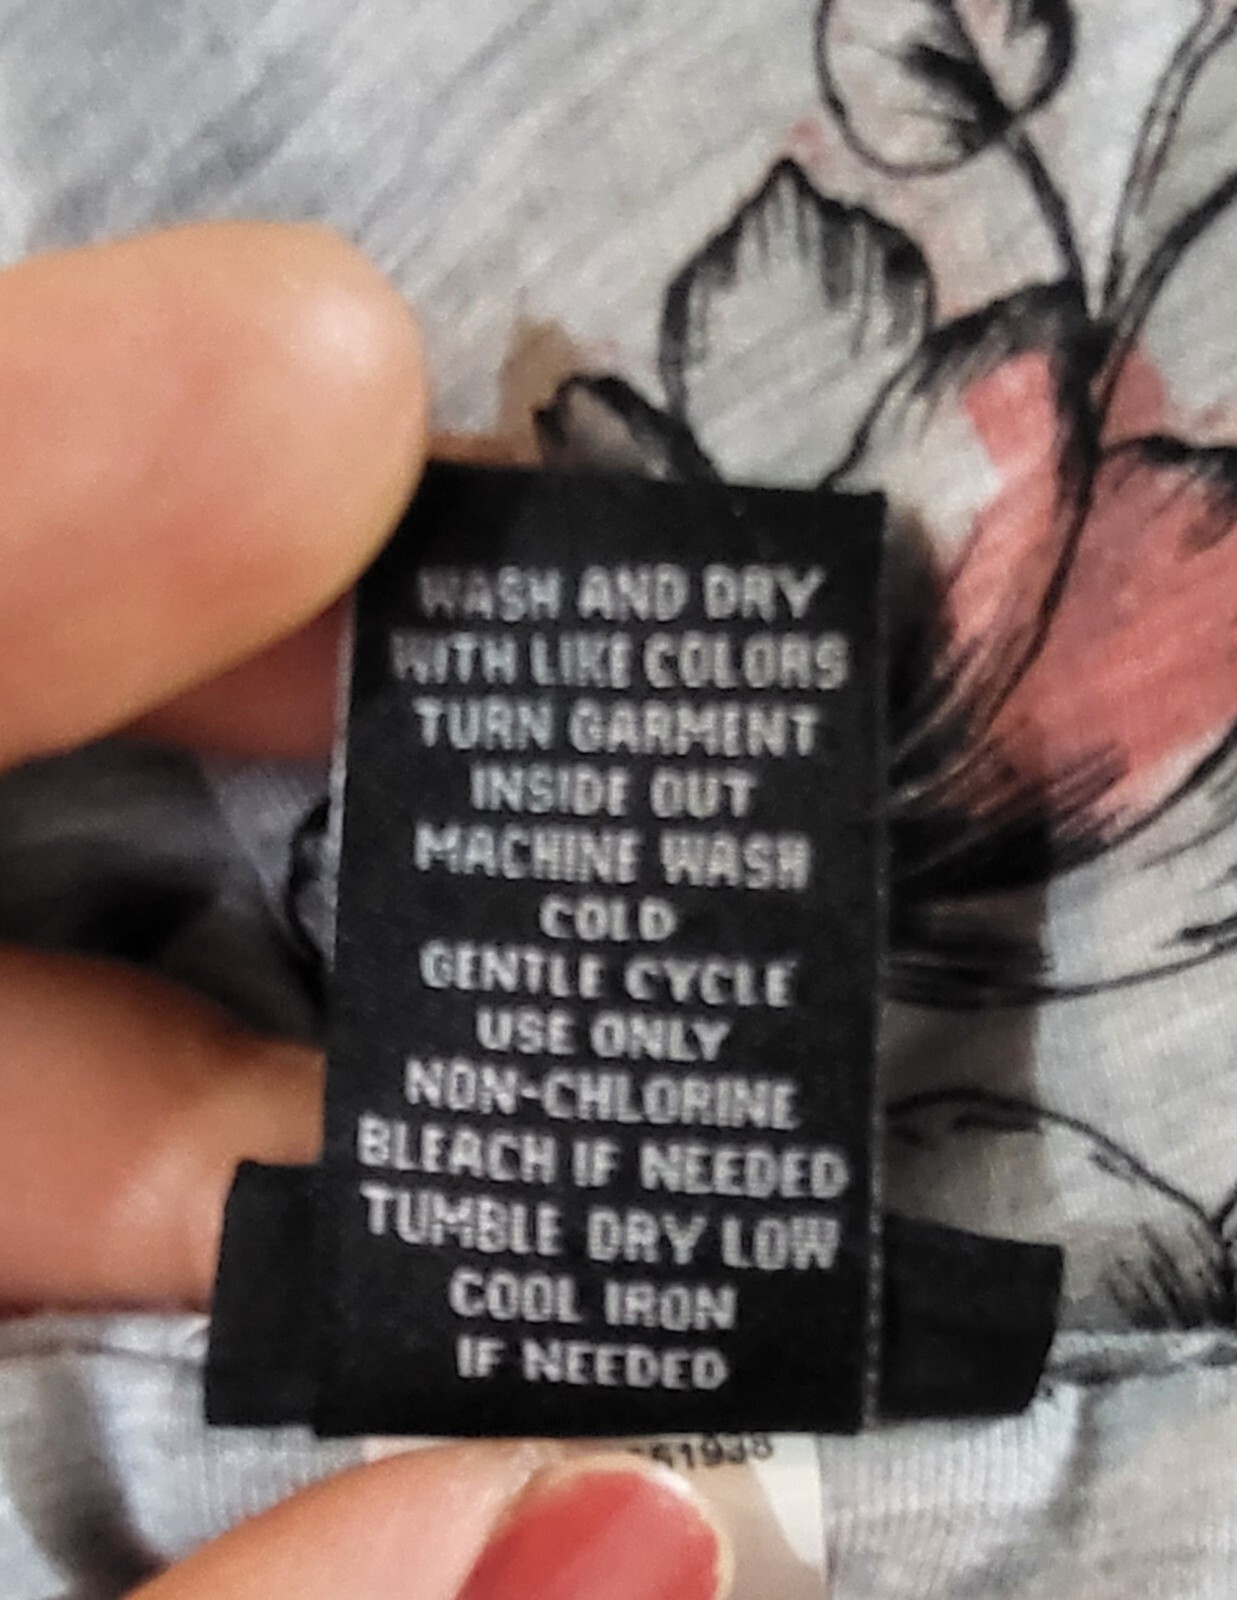 WASH AND DRY
WITH LIKE COLORS
TURN GARMENT
INSIDE OUT
MACHINE WASH
COLD
GENTLE CYCLE
USE ONLY
NON-CHLORINE
BLEACH IF NEEDED
TUMBLE DRY LOW
COOL IRON
IF NEEDED
51938